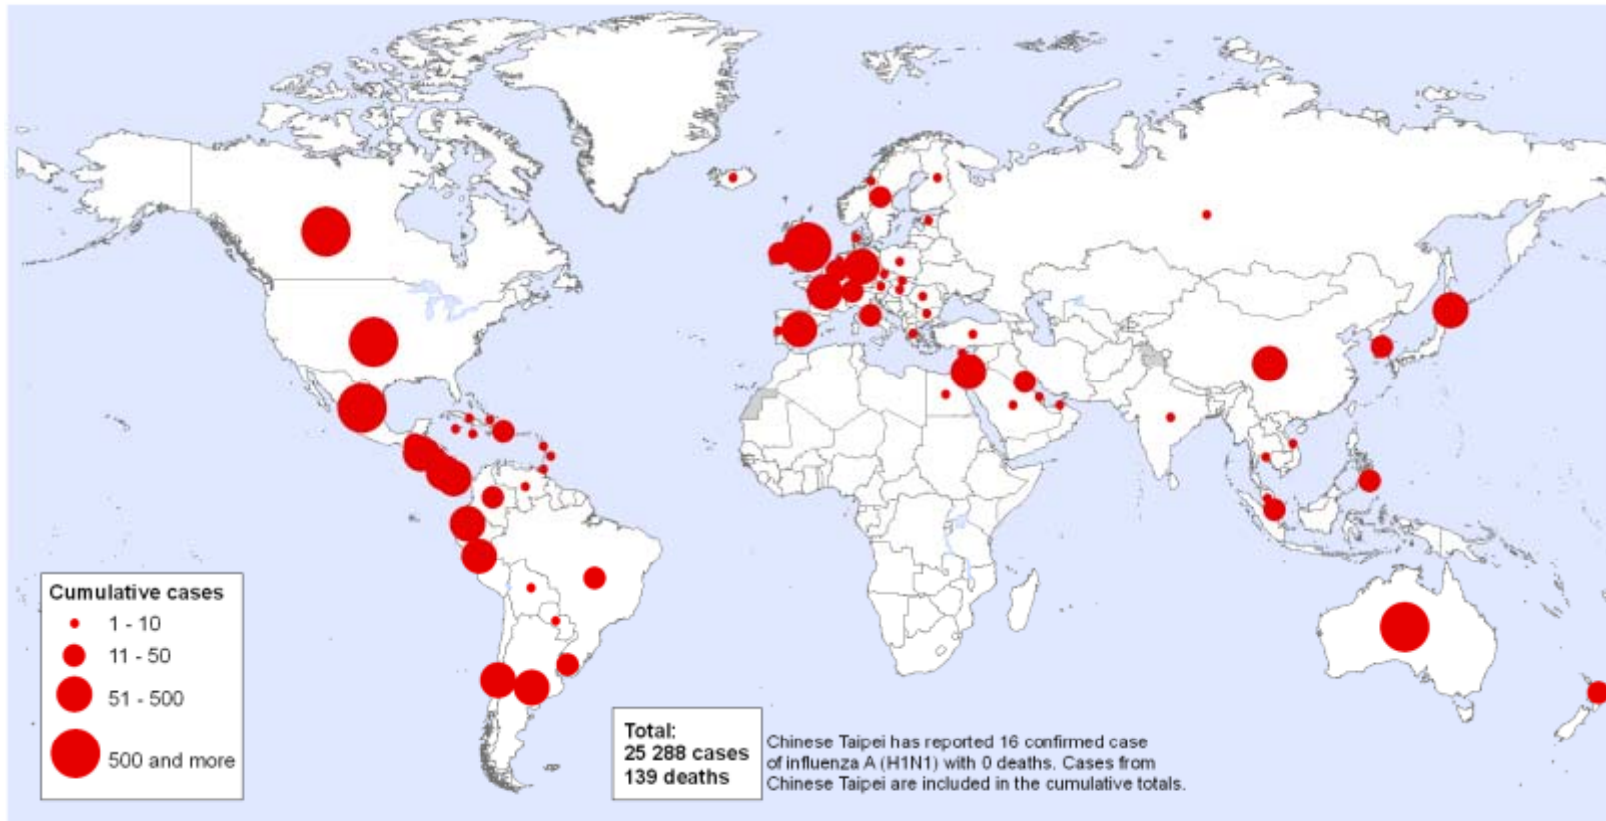 Cumulative cases
1 - 10
11 - 50
51 - 500
500 and more
Total:
25 288 cases
139 deaths
Chinese Taipei has reported 16 confirmed case
of influenza A (H1N1) with 0 deaths. Cases from
Chinese Taipei are included in the cumulative totals.